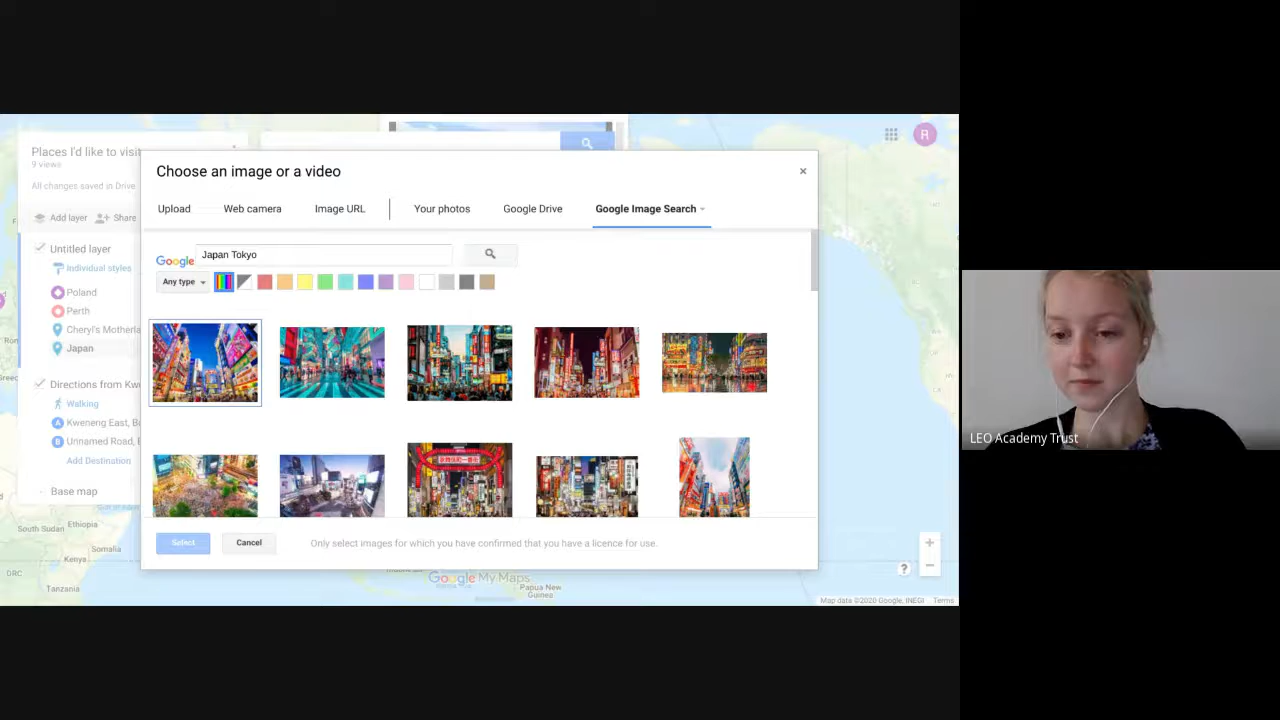 Places I'd like to visit
9 views
All changes saved in Drive
Add layer Share
Untitled layer
Individual styles
Poland
Perth
Cheryl's Motherla
Japan
Directions from Kwe
Walking
A Kweneng East, B
B Unnamed Road,
Add Destination
Base map
R
Choose an image or a video
×
Upload Web camera Image URL Your photos Google Drive Google Image Search
Google Japan Tokyo
Any type
Select Cancel Only select images for which you have confirmed that you have a licence for use.
South Sudan Ethiopia
Somalia
Kenya
DRC
Tanzania
Google My Maps
Papua New
Guinea
+
?
−
Map data ©2020 Google, INEGI Terms
LEO Academy Trust